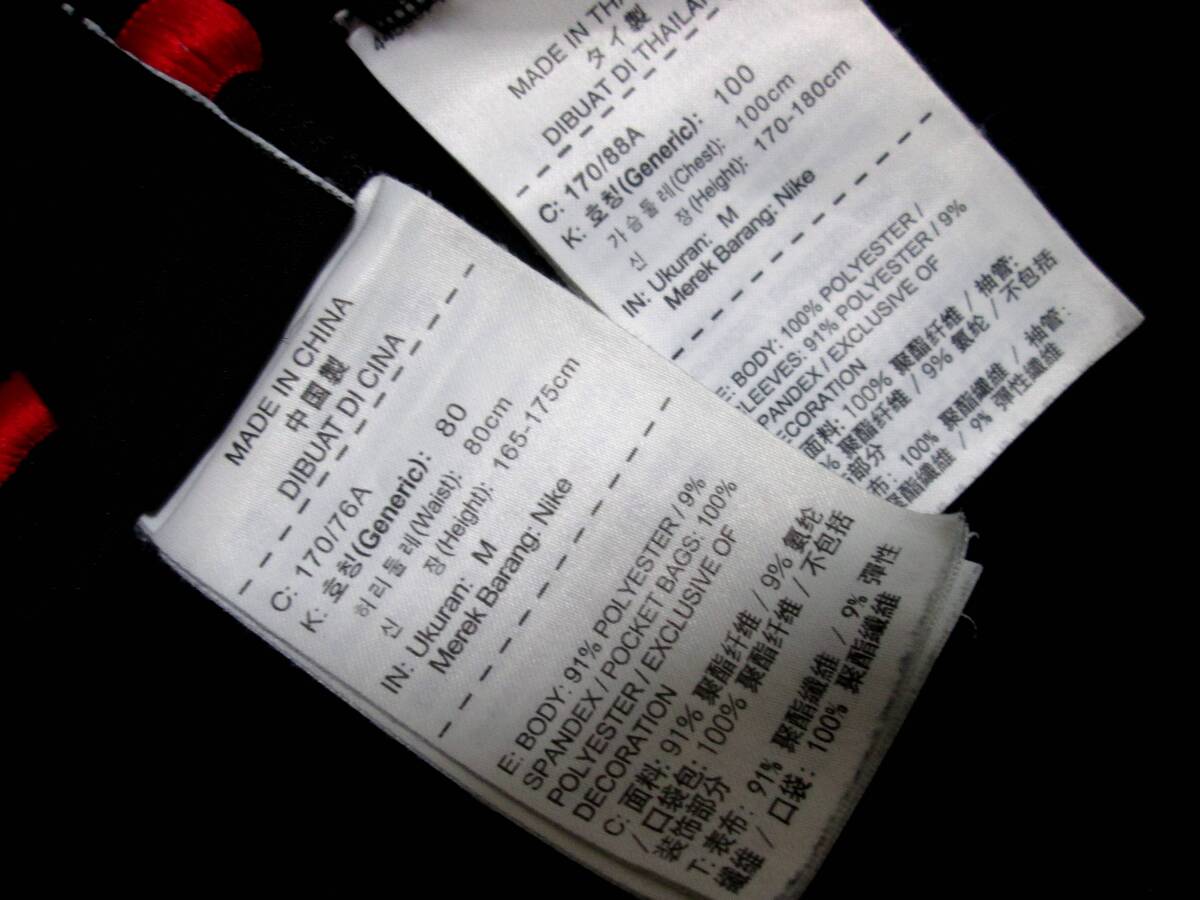 MADE IN CHINA
中国製
DIBUAT DI CINA
C: 170/76A
K: 호칭(Generic): 80
허리둘레(Waist): 80cm
신 장(Height): 165-175cm
IN: Ukuran: M
Merek Barang: Nike
E: BODY: 91% POLYESTER / 9%
SPANDEX / POCKET BAGS: 100%
POLYESTER / EXCLUSIVE OF
DECORATION
C: 面料: 91% 聚酯纤维 / 9% 氨纶
/ 口袋包: 100% 聚酯纤维 / 不包括
装饰部分
T: 表布: 91% 聚酯纖維 / 9% 彈性
纖維 / 口袋: 100% 聚酯纖維
MADE IN THA
タイ製
DIBUAT DI THAILA
C: 170/88A
K: 호칭(Generic): 100
가슴둘레(Chest): 100cm
신 장(Height): 170-180cm
IN: Ukuran: M
Merek Barang: Nike
E: BODY: 100% POLYESTER /
LEEVES: 91% POLYESTER / 9%
PANDEX / EXCLUSIVE OF
ECORATION
面料: 100% 聚酯纤维 / 抽管:
% 聚酯纤维 / 9% 氨纶 / 不包括
部分
布: 100% 聚酯纖維 / 抽管:
聚酯纖維 / 9% 彈性纖維